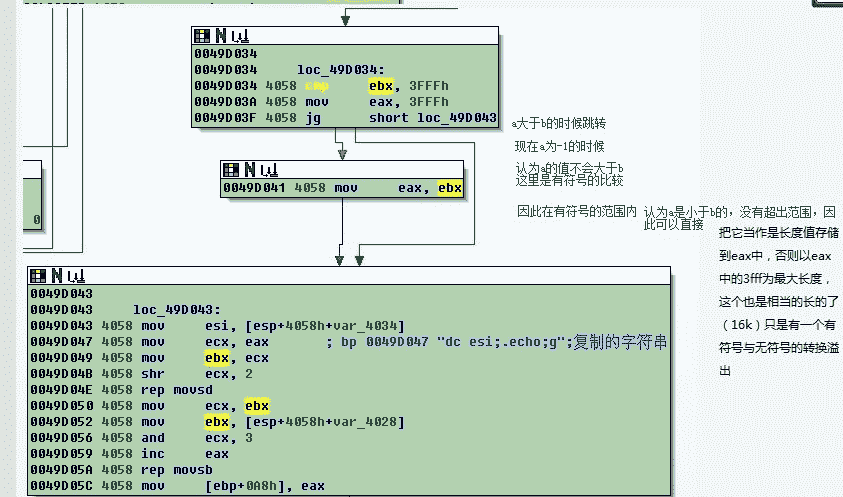 0049D034
0049D034 loc_49D034:
0049D034 4058 cmp ebx, 3FFFh
0049D03A 4058 mov eax, 3FFFh
0049D03F 4058 jg short loc_49D043
a大于b的时候跳转
现在a为-1的时候
认为a的值不会大于b
这里是有符号的比较
0049D041 4058 mov eax, ebx
0
因此在有符号的范围内 认为a是小于b的，没有超出范围，因
此可以直接
把它当作是长度值存储
到eax中，否则以eax
中的3fff为最大长度，
这个也是相当的长的了
（16k）只是有一个有
符号与无符号的转换溢
出
0049D043
0049D043 loc_49D043:
0049D043 4058 mov esi, [esp+4058h+var_4034]
0049D047 4058 mov ecx, eax ; bp 0049D047 "dc esi;.echo;g";复制的字符串
0049D049 4058 mov ebx, ecx
0049D04B 4058 shr ecx, 2
0049D04E 4058 rep movsd
0049D050 4058 mov ecx, ebx
0049D052 4058 mov ebx, [esp+4058h+var_4028]
0049D056 4058 and ecx, 3
0049D059 4058 inc eax
0049D05A 4058 rep movsb
0049D05C 4058 mov [ebp+0A8h], eax